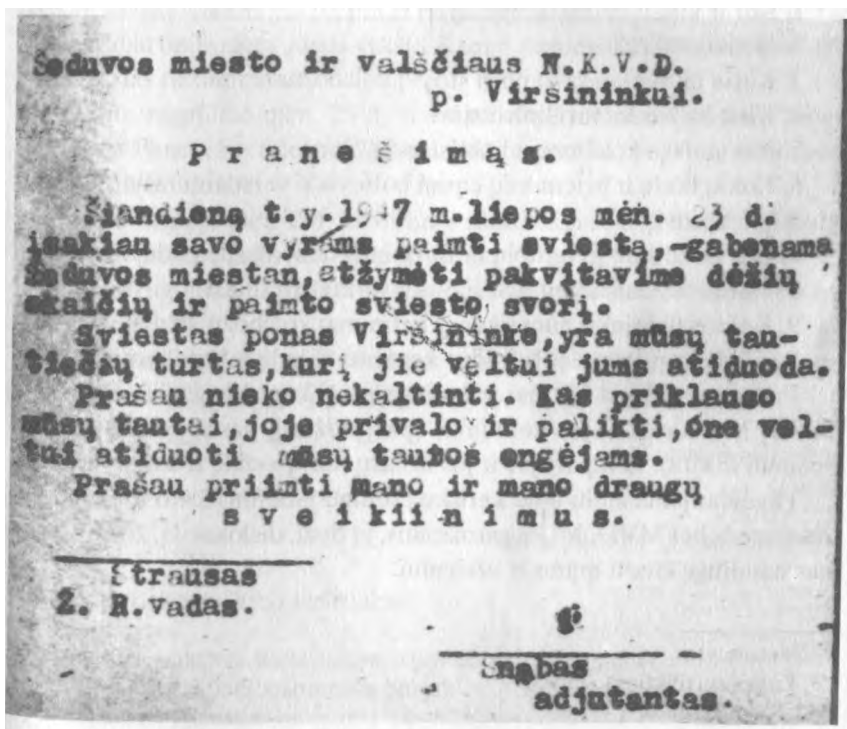 Šeduvos miesto ir valščiaus N.K.V.D.
p. Viršininkui.
P r a n e š i m a s.
Šiandieną t.y. 1947 m.liepos mėn. 23 d.
įsakiau savo vyrams paimti sviestą,-gabenamą
Šeduvos miestan,atžymėti pakvitavime dėžių
skaičių ir paimto sviesto svorį.
Sviestas ponas Viršininke,yra mūsų tau-
tiečių turtas,kurį jie veltui jums atiduoda.
Prašau nieko nekaltinti. Kas priklauso
mūsų tautai,joje privalo ir palikti,o ne vel-
tui atiduoti mūsų tautos engėjams.
Prašau priimti mano ir mano draugų
s v e i k i n i m u s.
Strausas
Ž. R.vadas.
Snabas
adjutantas.